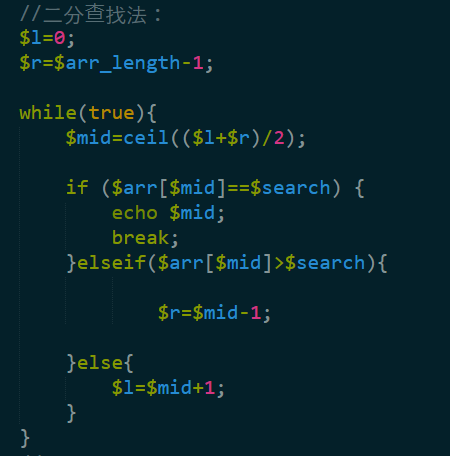 //二分查找法：
$l=0;
$r=$arr_length-1;
while(true){
$mid=ceil(($l+$r)/2);
if ($arr[$mid]==$search) {
echo $mid;
break;
}elseif($arr[$mid]>$search){
$r=$mid-1;
}else{
$l=$mid+1;
}
}